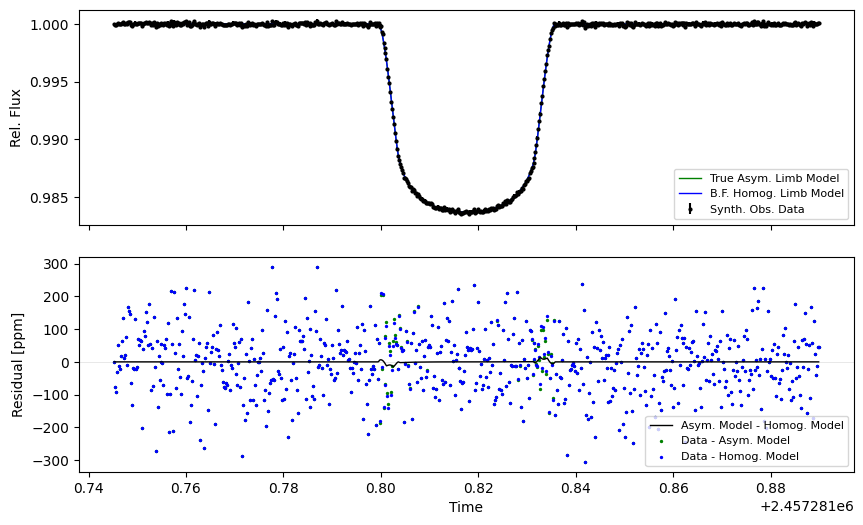 1.000
0.995
0.990
0.985
Rel. Flux
True Asym. Limb Model
B.F. Homog. Limb Model
Synth. Obs. Data
300
200
100
0
−100
−200
−300
Residual [ppm]
Asym. Model - Homog. Model
Data - Asym. Model
Data - Homog. Model
0.74 0.76 0.78 0.80 0.82 0.84 0.86 0.88
Time
+2.457281e6